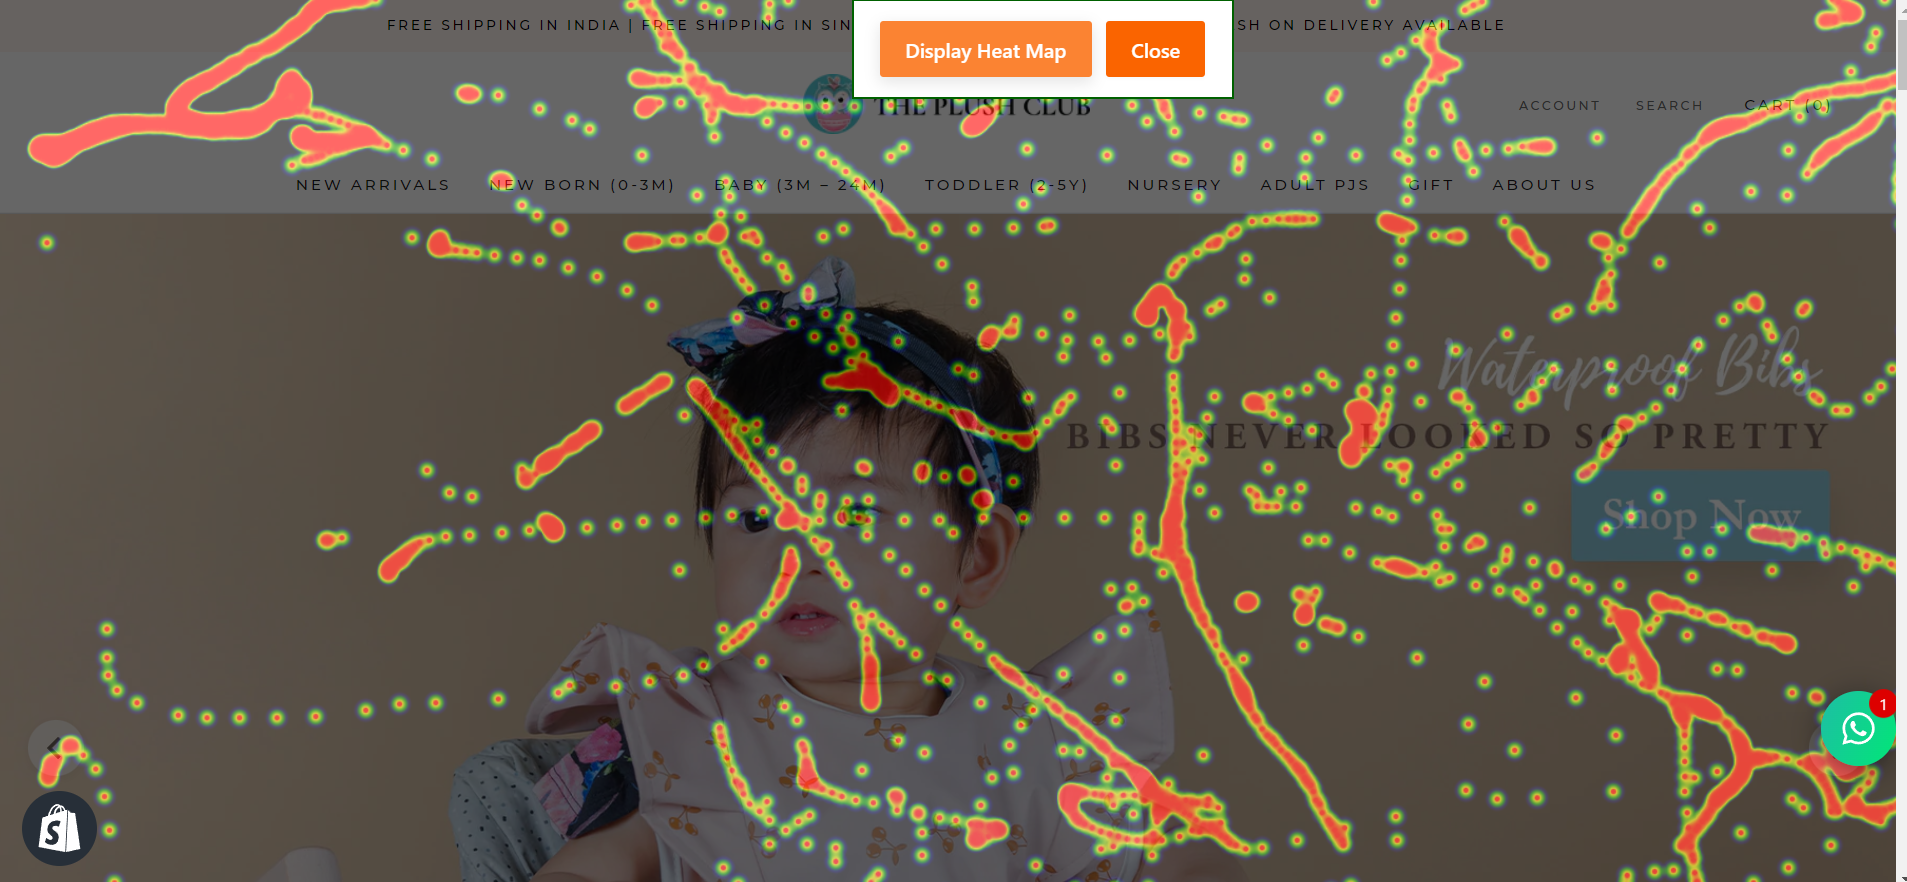 FREE SHIPPING IN INDIA | FREE SHIPPING IN SIN
SH ON DELIVERY AVAILABLE
Display Heat Map
Close
THE PLUSH CLUB
ACCOUNT
SEARCH
CART (0)
NEW ARRIVALS
NEW BORN (0-3M)
BABY (3M – 24M)
TODDLER (2-5Y)
NURSERY
ADULT PJS
GIFT
ABOUT US
Waterproof Bibs
BIBS NEVER LOOKED SO PRETTY
Shop Now
1
S